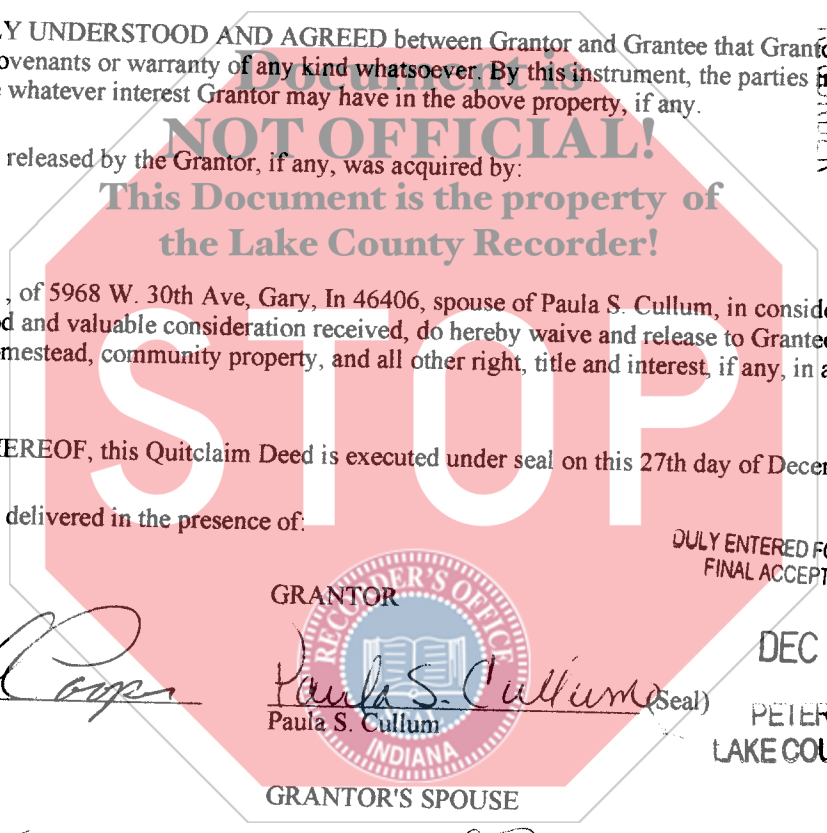 LY UNDERSTOOD AND AGREED between Grantor and Grantee that Granto
ovenants or warranty of any kind whatsoever. By this instrument, the parties in
e whatever interest Grantor may have in the above property, if any.
Document is
NOT OFFICIAL!
released by the Grantor, if any, was acquired by:
This Document is the property of
the Lake County Recorder!
, of 5968 W. 30th Ave, Gary, In 46406, spouse of Paula S. Cullum, in conside
d and valuable consideration received, do hereby waive and release to Grantee
mestead, community property, and all other right, title and interest, if any, in a
STOP
EREOF, this Quitclaim Deed is executed under seal on this 27th day of Decem
delivered in the presence of:
DULY ENTERED FO
FINAL ACCEPT
GRANTOR
RECORDER'S OFFICE
DEC
Cooper
Paula S. Cullum
(Seal)
Paula S. Cullum
PETER
LAKE COU
INDIANA
GRANTOR'S SPOUSE